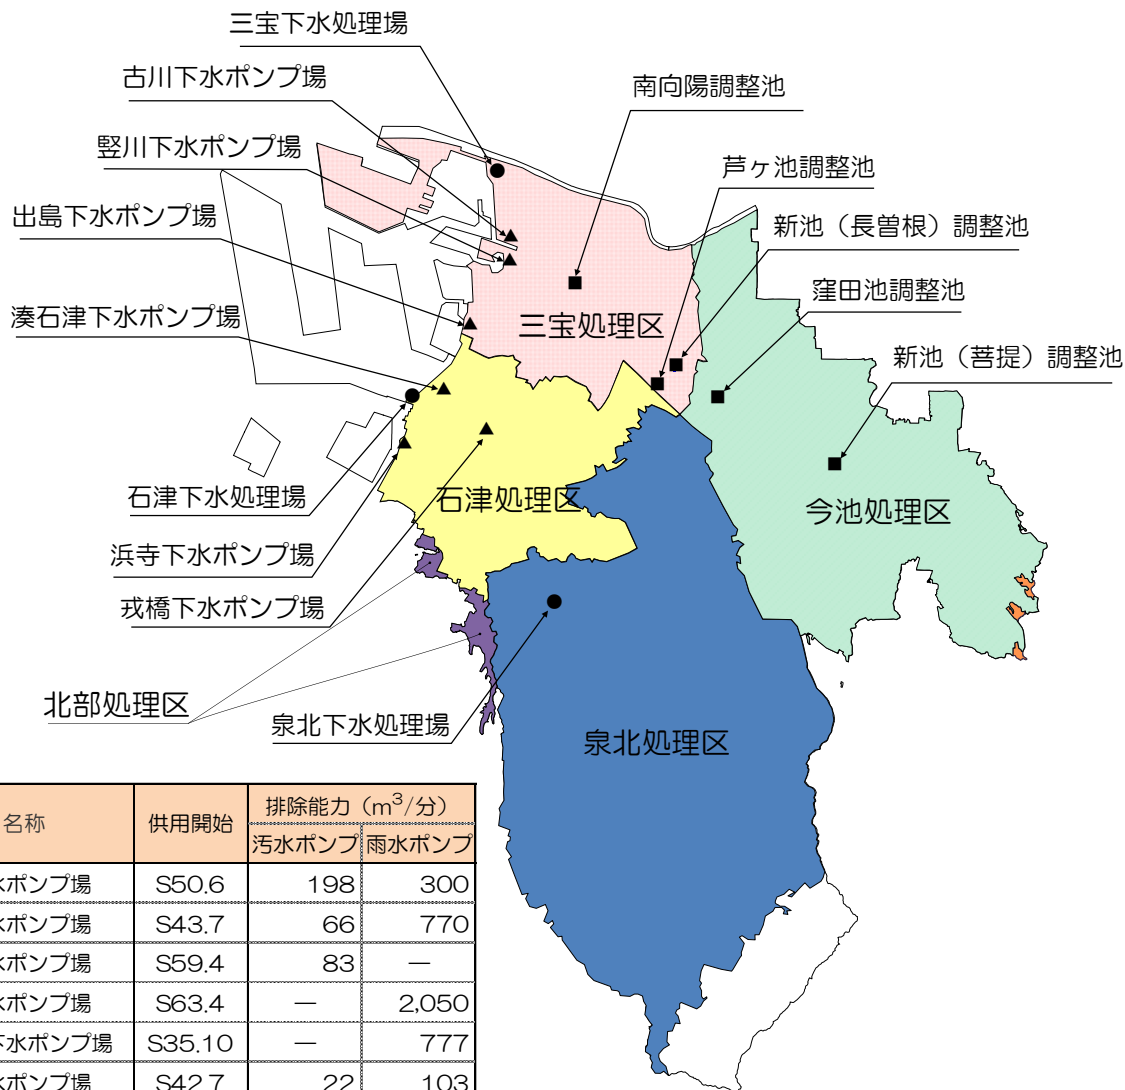 三宝下水処理場
古川下水ポンプ場
南向陽調整池
竪川下水ポンプ場
芦ヶ池調整池
出島下水ポンプ場
新池（長曽根）調整池
窪田池調整池
湊石津下水ポンプ場
三宝処理区
新池（菩提）調整池
石津下水処理場
石津処理区
今池処理区
浜寺下水ポンプ場
戎橋下水ポンプ場
北部処理区
泉北下水処理場
泉北処理区
名称 供用開始 排除能力（m³/分）
汚水ポンプ 雨水ポンプ
水ポンプ場 S50.6 198 300
水ポンプ場 S43.7 66 770
水ポンプ場 S59.4 83 －
水ポンプ場 S63.4 － 2,050
下水ポンプ場 S35.10 － 777
水ポンプ場 S42.7 22 103